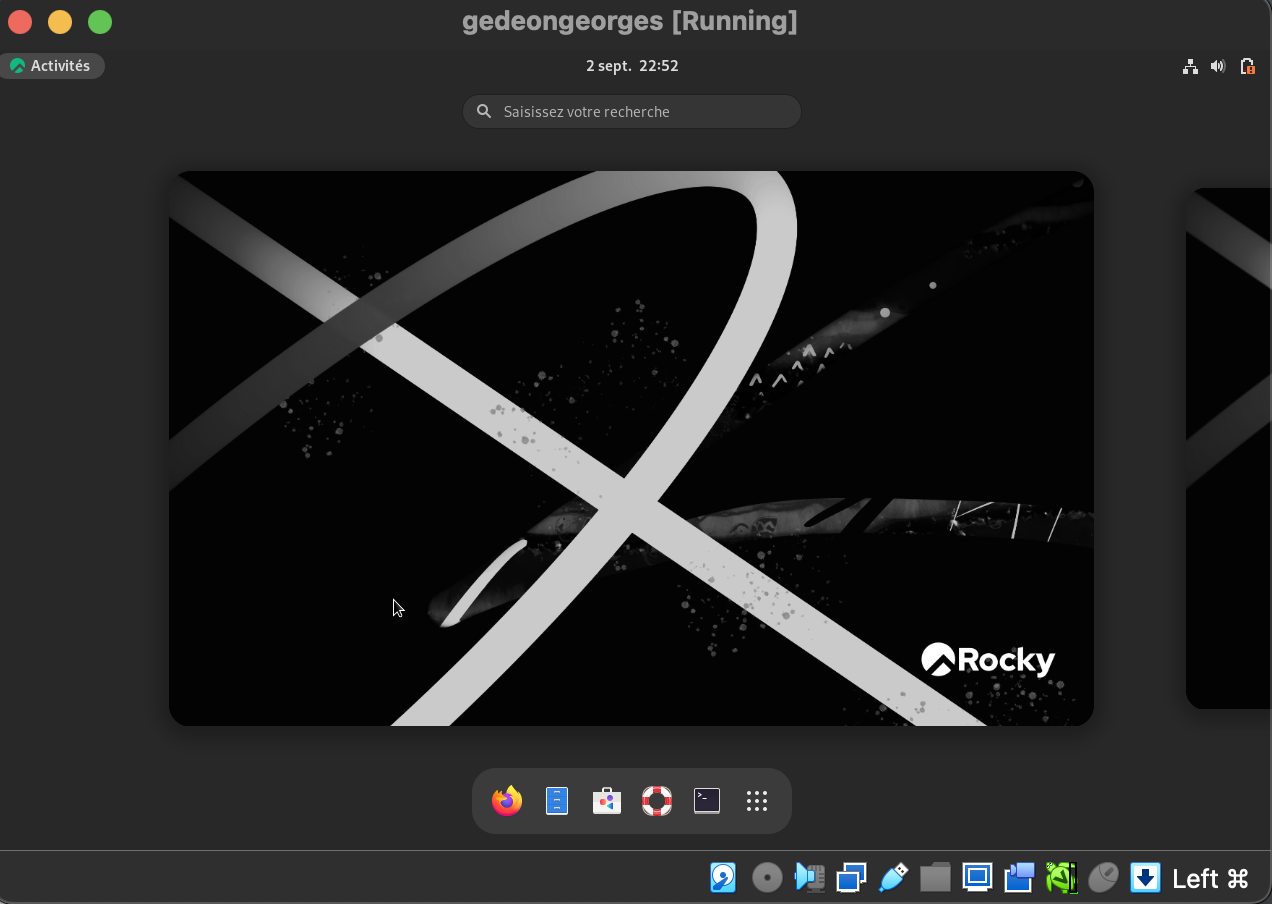 gedeongeorges [Running]
Activités
2 sept. 22:52
Saisissez votre recherche
Rocky
Left ⌘